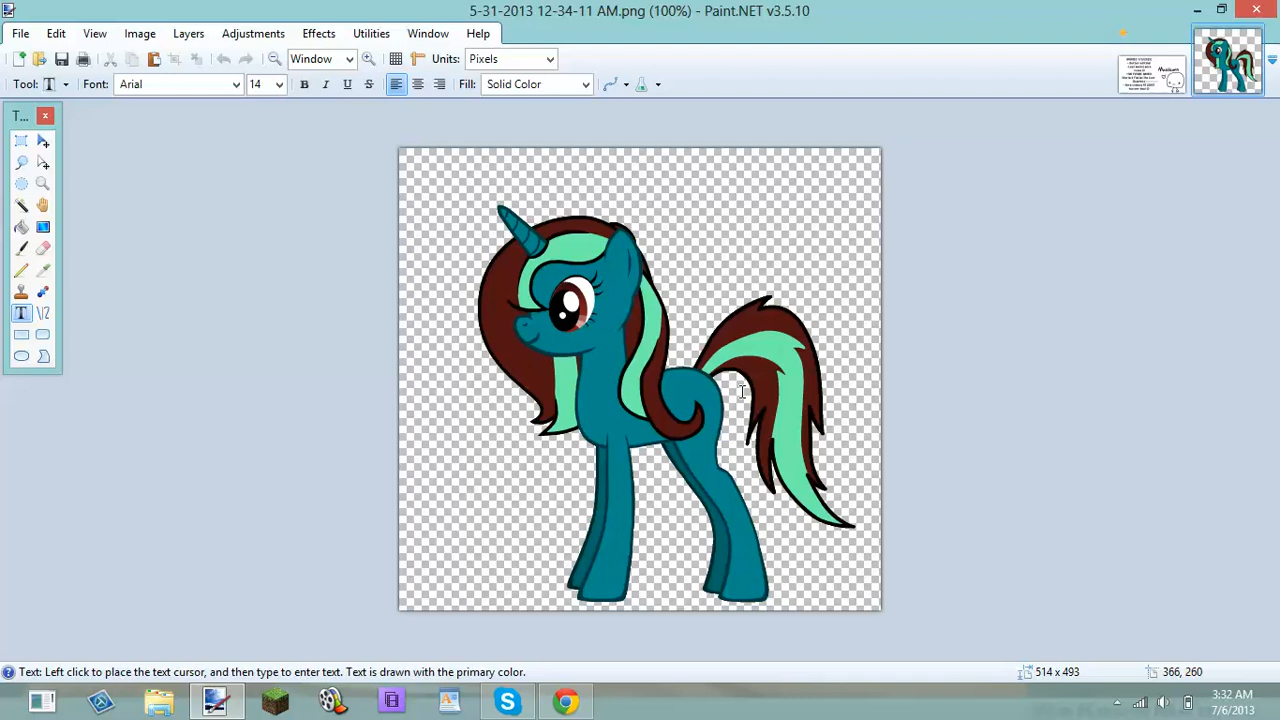 5-31-2013 12-34-11 AM.png (100%) - Paint.NET v3.5.10
File Edit View Image Layers Adjustments Effects Utilities Window Help
Window Units: Pixels
Tool: T Font: Arial 14 B I U S Fill: Solid Color
T...
Text: Left click to place the text cursor, and then type to enter text. Text is drawn with the primary color. 514 x 493 366, 260
3:32 AM
7/6/2013